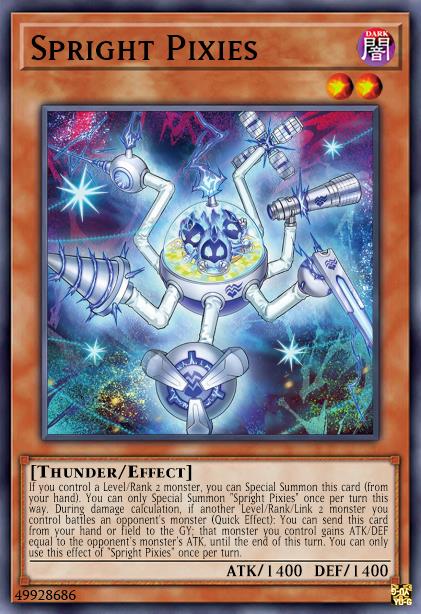 Spright Pixies
DARK
闇
[Thunder/Effect]
If you control a Level/Rank 2 monster, you can Special Summon this card (from
your hand). You can only Special Summon "Spright Pixies" once per turn this
way. During damage calculation, if another Level/Rank/Link 2 monster you
control battles an opponent's monster (Quick Effect): You can send this card
from your hand or field to the GY; that monster you control gains ATK/DEF
equal to the opponent's monster's ATK, until the end of this turn. You can only
use this effect of "Spright Pixies" once per turn.
ATK/1400 DEF/1400
49928686